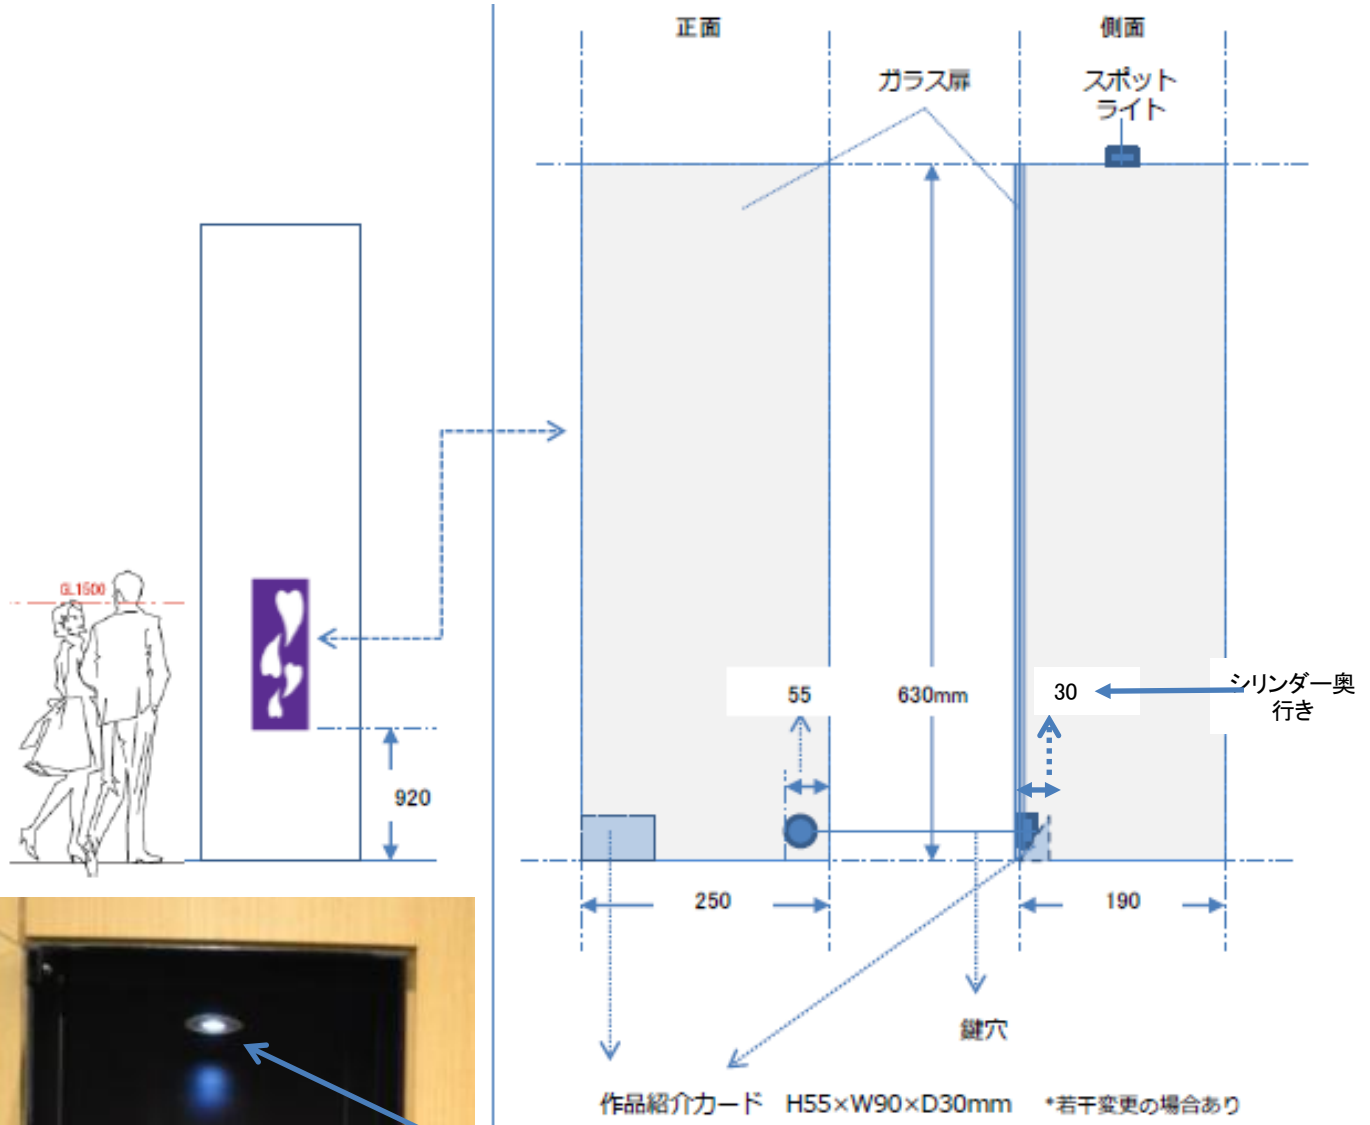 正面
側面
ガラス扉
スポット
ライト
GL1500
55
630mm
30
シリンダー奥
行き
920
250
190
鍵穴
作品紹介カード H55×W90×D30mm *若干変更の場合あり